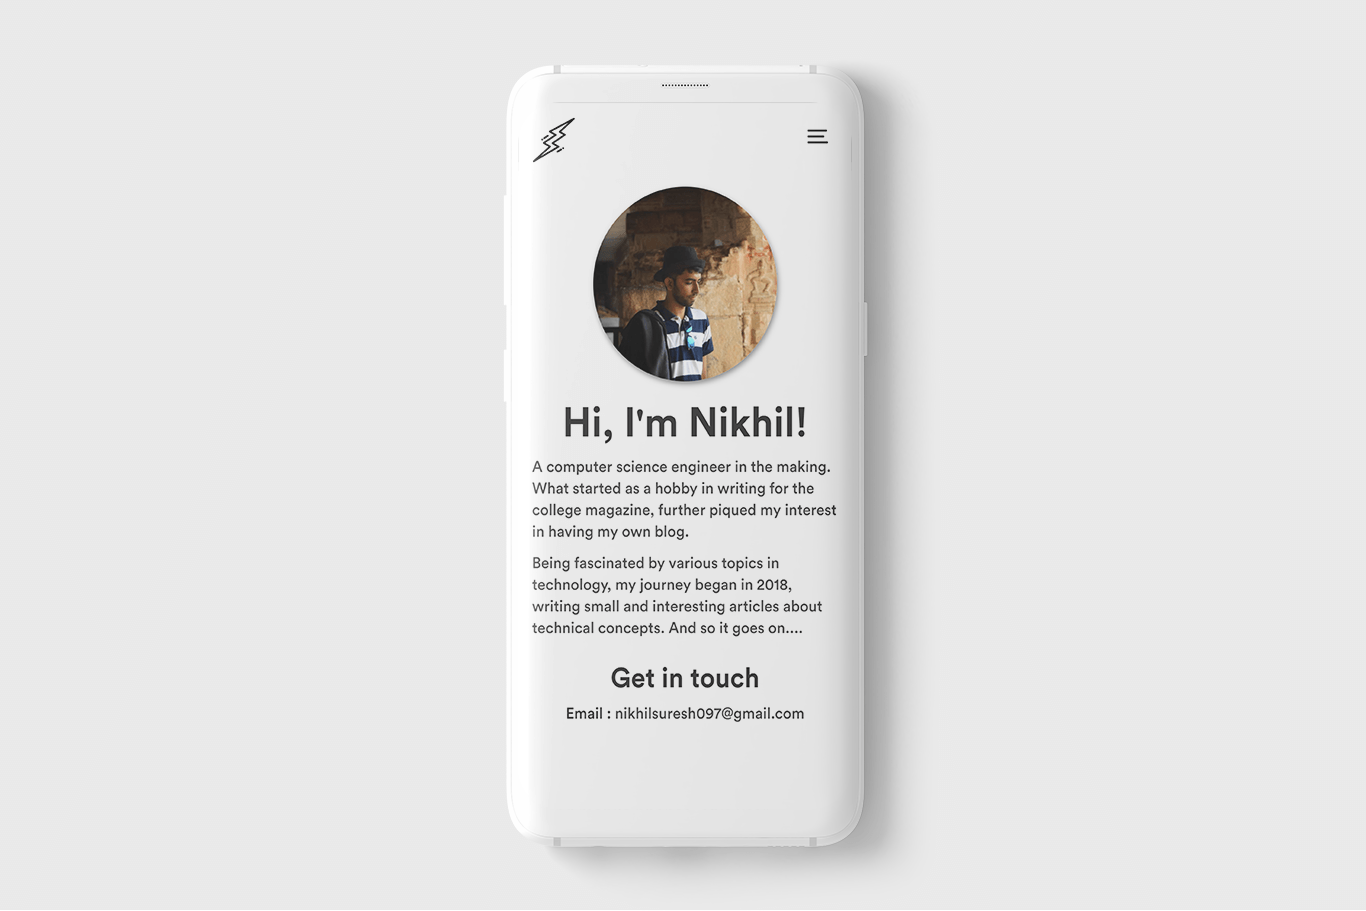 Hi, I'm Nikhil!
A computer science engineer in the making.
What started as a hobby in writing for the
college magazine, further piqued my interest
in having my own blog.
Being fascinated by various topics in
technology, my journey began in 2018,
writing small and interesting articles about
technical concepts. And so it goes on....
Get in touch
Email : nikhilsuresh097@gmail.com